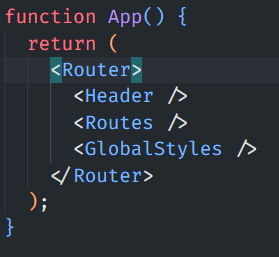 function App() {
  return (
    <Router>
      <Header />
      <Routes />
      <GlobalStyles />
    </Router>
  );
}